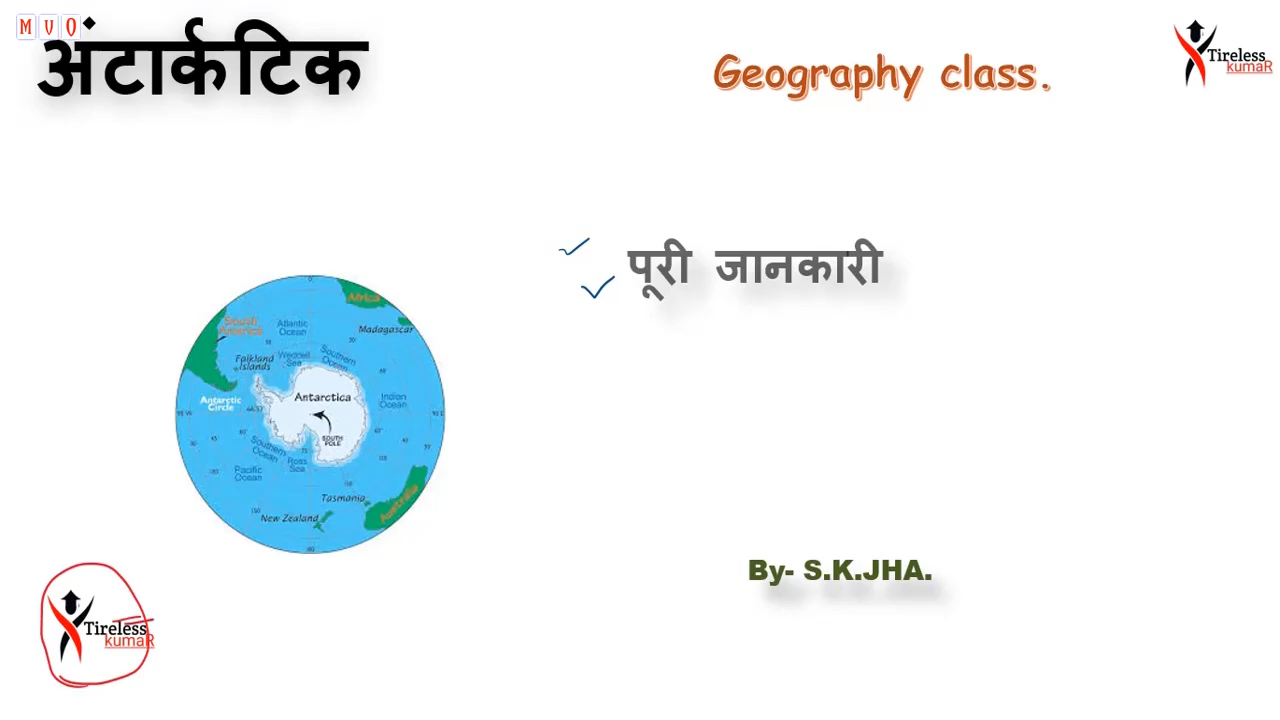 M V O
अंटार्कटिक
Geography class.
Tireless
kumaR
पूरी जानकारी
Africa
South
America
Atlantic
Ocean
Madagascar
Falkland
Islands
Weddell
Sea
Southern
Ocean
Antarctica
Indian
Ocean
Antarctic
Circle
SOUTH
POLE
Southern
Ocean
Ross
Sea
Pacific
Ocean
Tasmania
Australia
New Zealand
By- S.K.JHA.
Tireless
kumaR